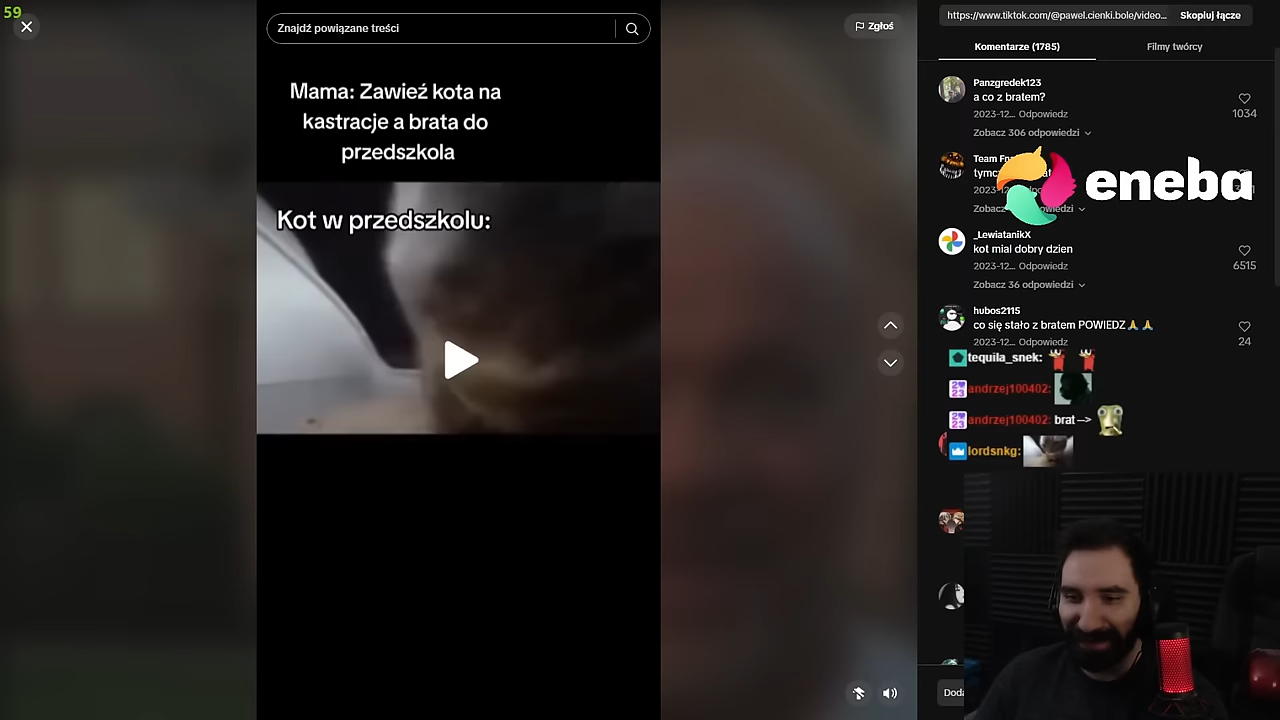 59
Znajdź powiązane treści
Zgłoś
https://www.tiktok.com/@pawel.cienki.bole/video...
Skopiuj łącze
Komentarze (1785)
Filmy twórcy
Mama: Zawieź kota na
kastracje a brata do
przedszkola
Kot w przedszkolu:
Panzgredek123
a co z bratem?
2023-12... Odpowiedz
1034
Zobacz 306 odpowiedzi
Team
eneba
Zobacz
_LewiatanikX
kot mial dobry dzien
2023-12... Odpowiedz
6515
Zobacz 36 odpowiedzi
hubos2115
co się stało z bratem POWIEDZ🙏🙏
2023-12... Odpowiedz
24
tequila_snek:
andrzej100402:
andrzej100402: brat-->
lordsnkg: